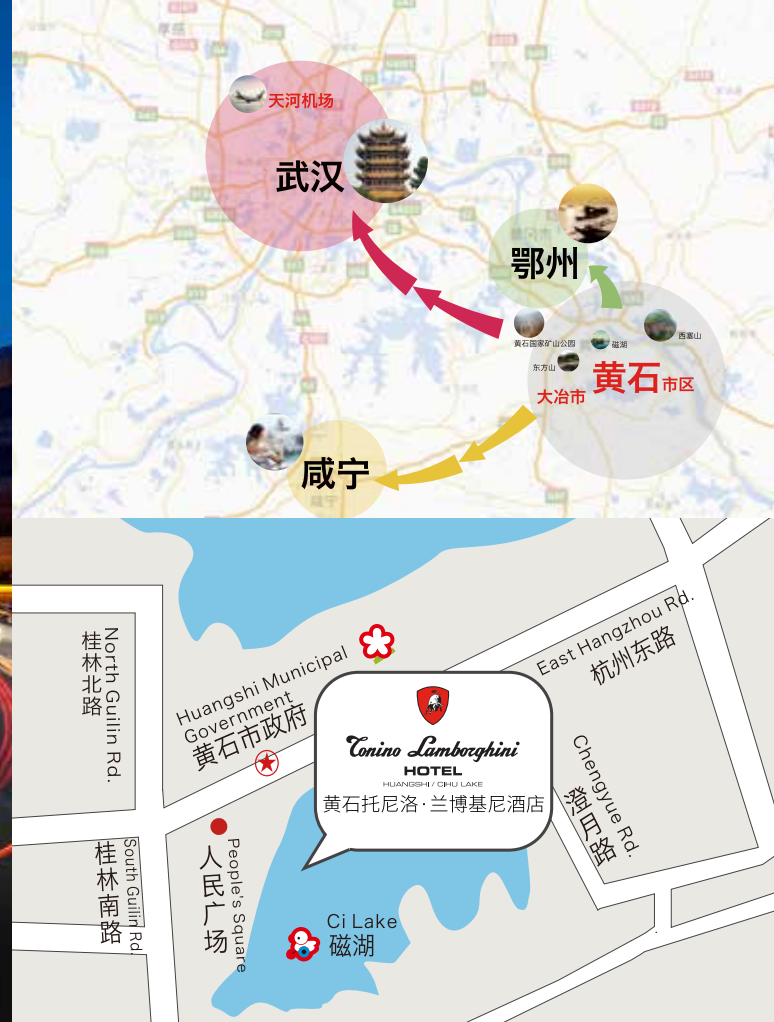 天河机场
武汉
鄂州
黄石国家矿山公园
磁湖
西塞山
东方山
黄石市区
大冶市
咸宁
North Guilin Rd.
桂林北路
Huangshi Municipal
Government
黄石市政府
East Hangzhou Rd.
杭州东路
Tonino Lamborghini
HOTEL
HUANGSHI / CIHU LAKE
黄石托尼洛·兰博基尼酒店
Chengyue Rd.
澄月路
South Guilin Rd.
桂林南路
People's Square
人民广场
Ci Lake
磁湖